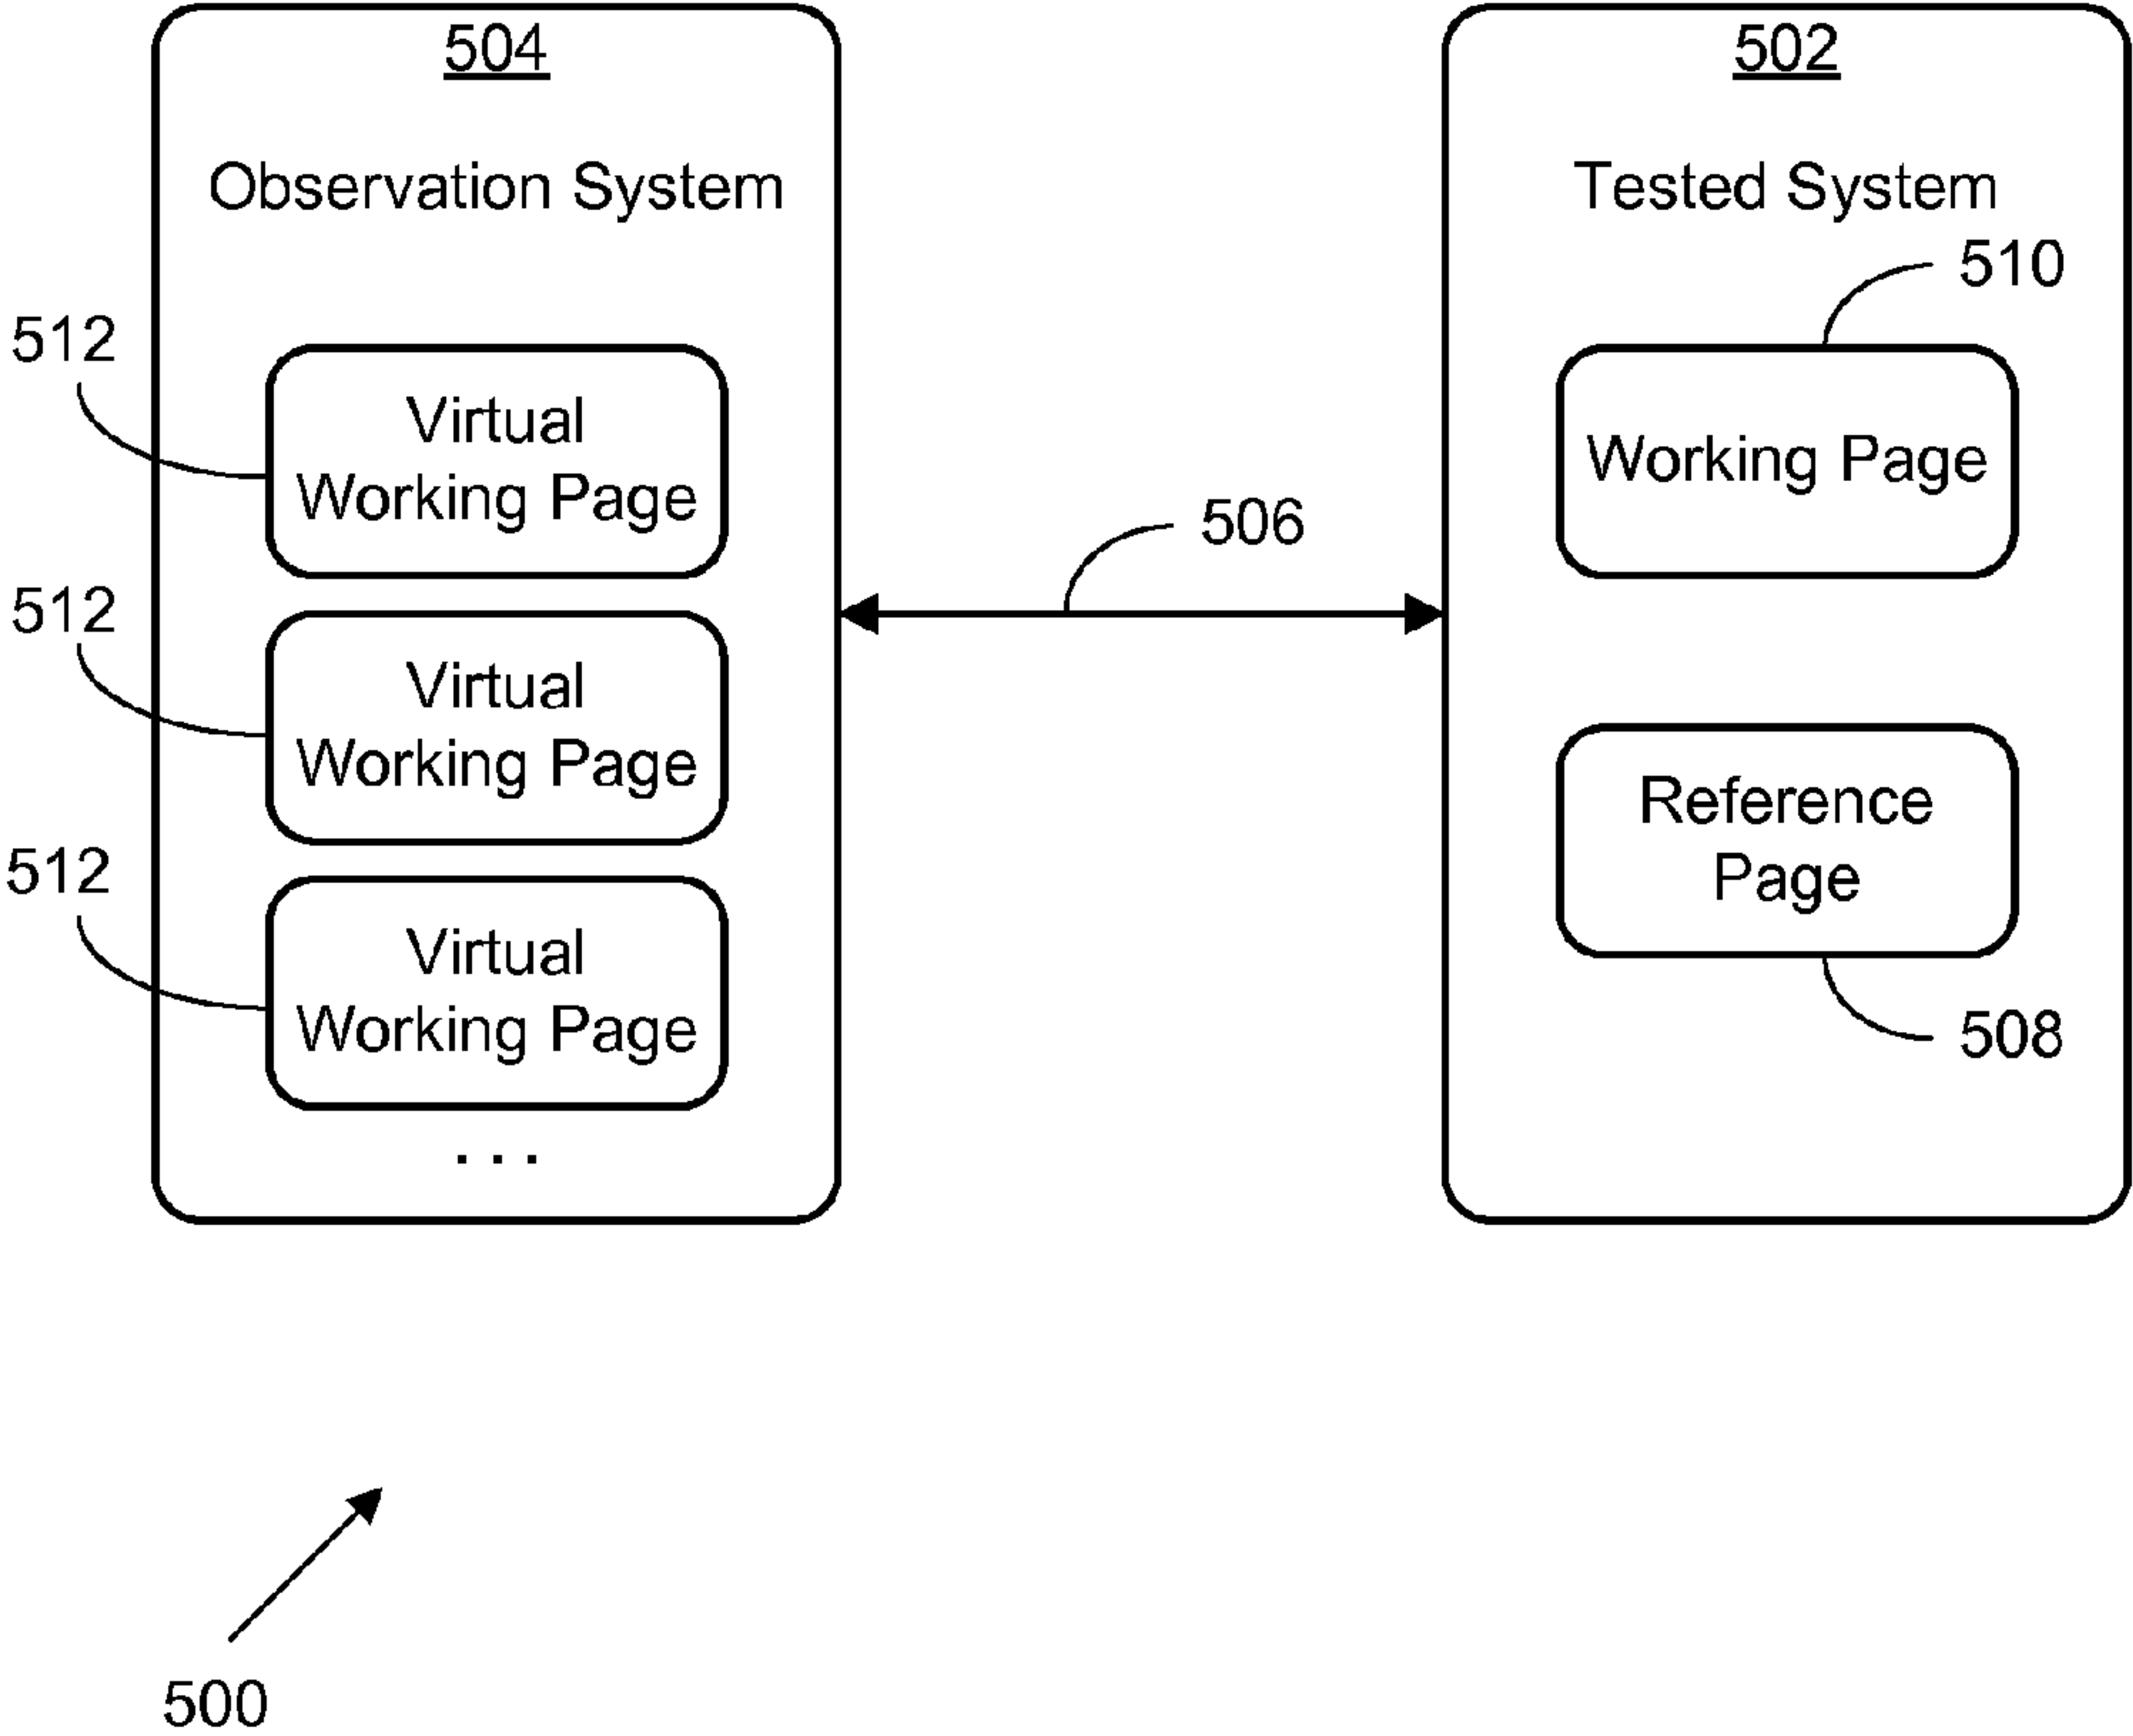 504
Observation System
512
Virtual
Working Page
512
Virtual
Working Page
512
Virtual
Working Page
...
506
502
Tested System
510
Working Page
Reference
Page
508
500